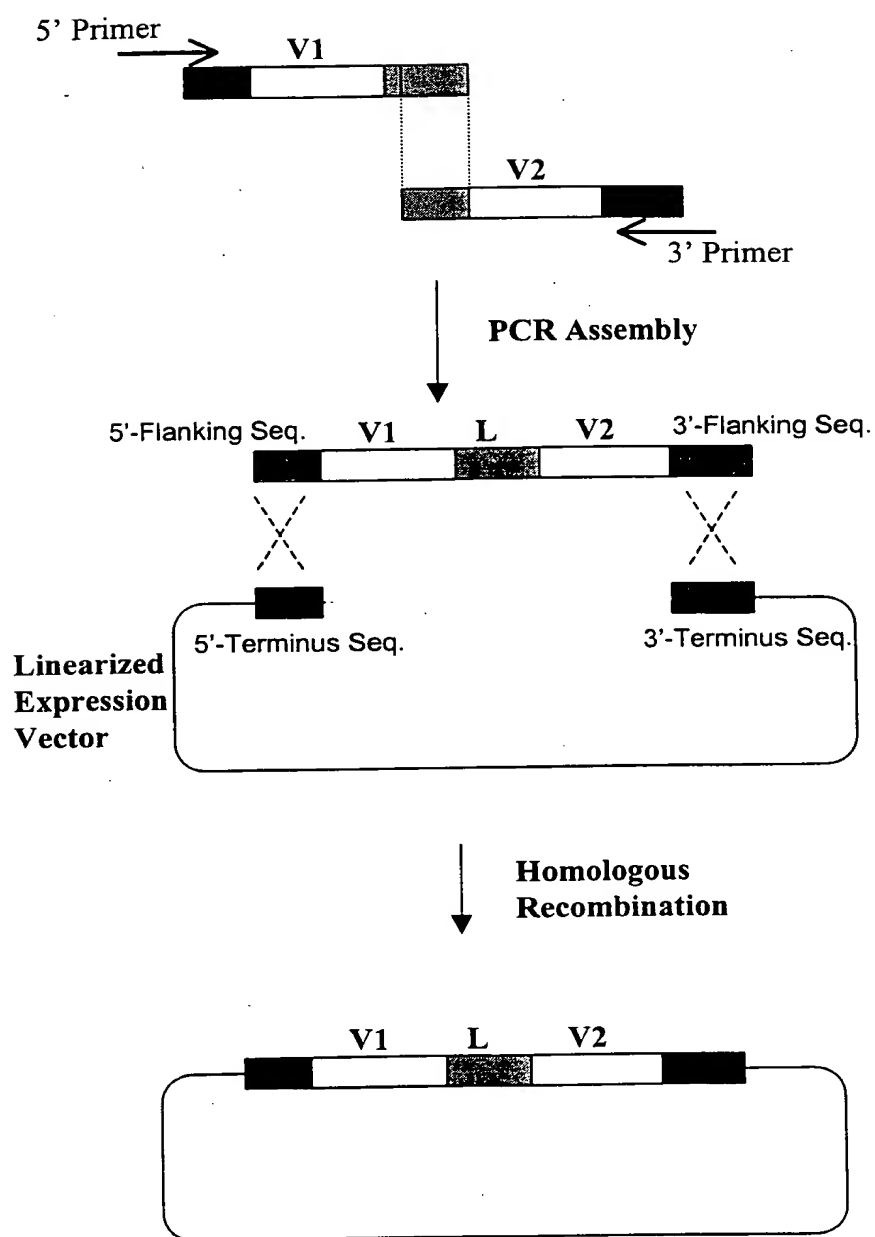 5’ Primer
V1
V2
3’ Primer
PCR Assembly
5'-Flanking Seq.
V1
L
V2
3'-Flanking Seq.
5'-Terminus Seq.
3'-Terminus Seq.
Linearized
Expression
Vector
Homologous
Recombination
V1
L
V2